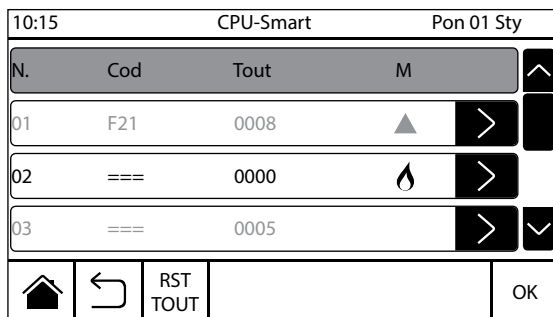 10:15 CPU-Smart Pon 01 Sty
N. Cod Tout M
01 F21 0008
02 === 0000
03 === 0005
RST
TOUT
OK